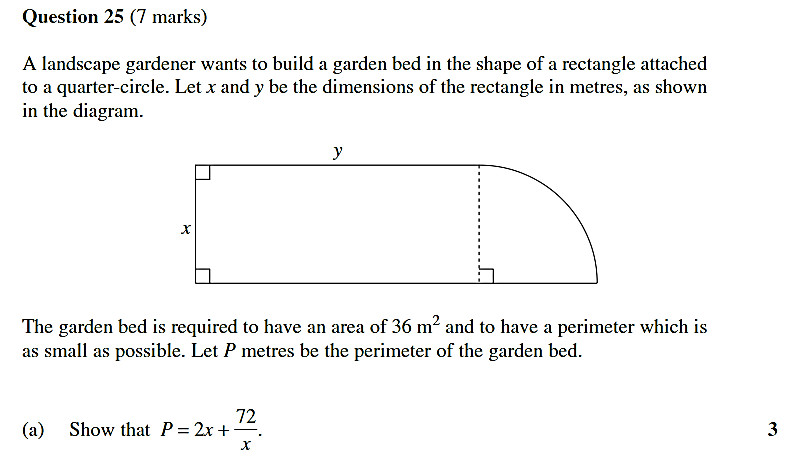 Question 25 (7 marks)
A landscape gardener wants to build a garden bed in the shape of a rectangle attached
to a quarter-circle. Let x and y be the dimensions of the rectangle in metres, as shown
in the diagram.
y
x
The garden bed is required to have an area of 36 m² and to have a perimeter which is
as small as possible. Let P metres be the perimeter of the garden bed.
(a) Show that P = 2x + 72/x. 3